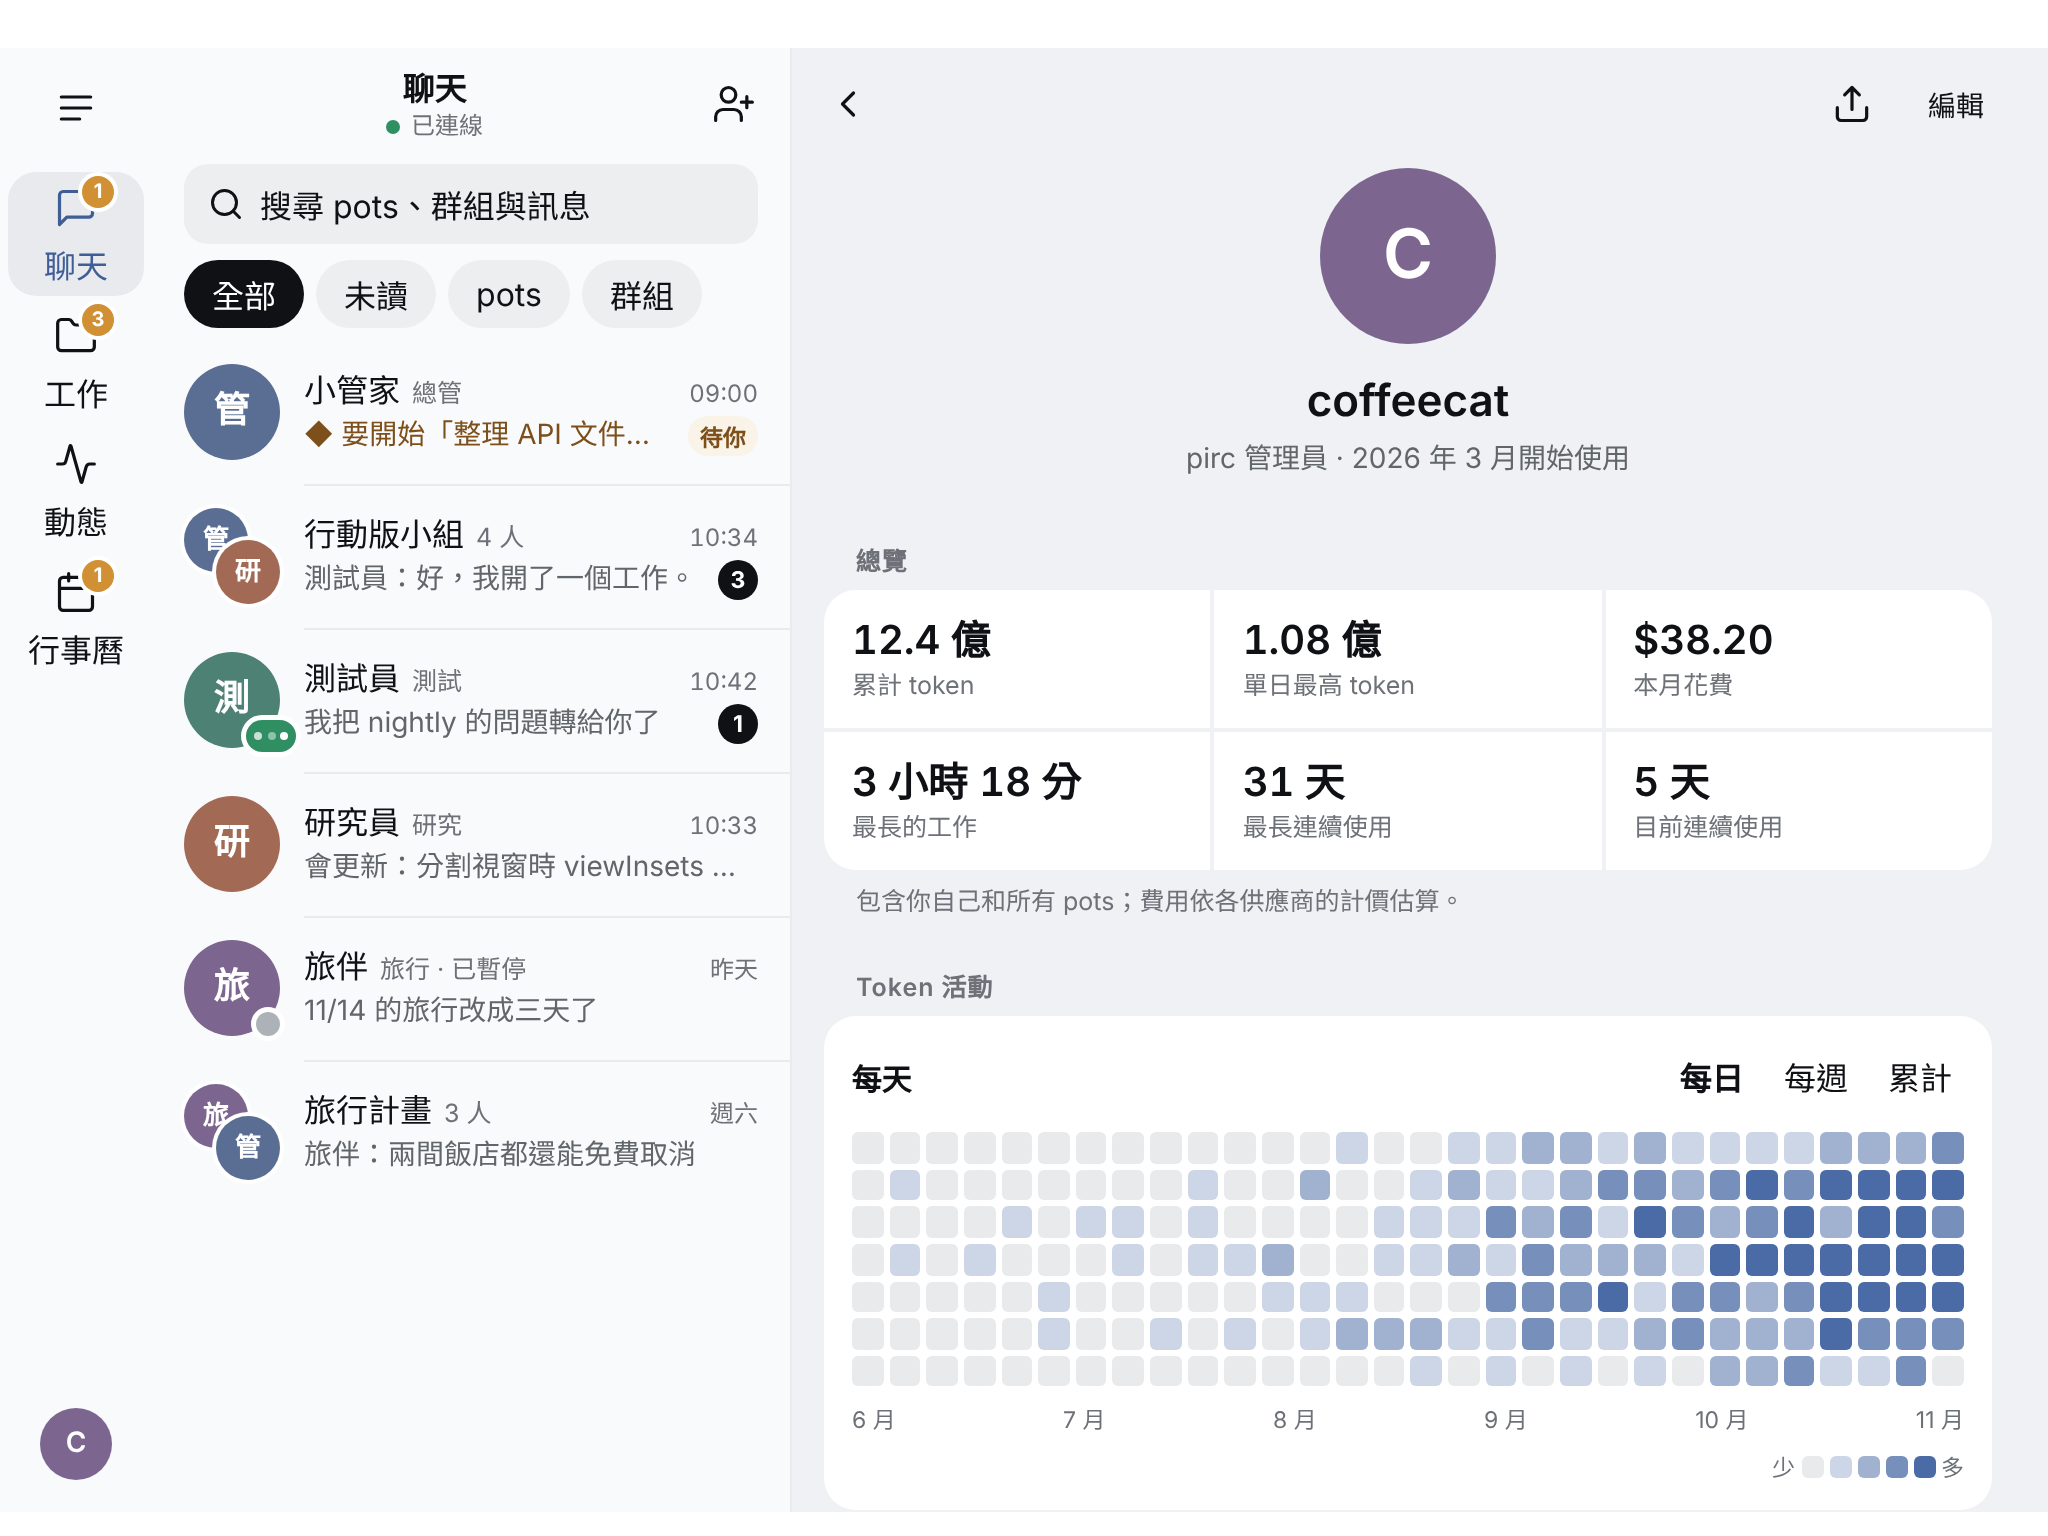 聊天
已連線
1
聊天
3
工作
動態
1
行事曆
C
搜尋 pots、群組與訊息
全部
未讀
pots
群組
管
小管家 總管
09:00
◆ 要開始「整理 API 文件...
待你
管
研
行動版小組 4 人
10:34
測試員：好，我開了一個工作。
3
測
測試員 測試
10:42
我把 nightly 的問題轉給你了
1
研
研究員 研究
10:33
會更新：分割視窗時 viewInsets ...
旅
旅伴 旅行 · 已暫停
昨天
11/14 的旅行改成三天了
旅
管
旅行計畫 3 人
週六
旅伴：兩間飯店都還能免費取消
編輯
C
coffeecat
pirc 管理員 · 2026 年 3 月開始使用
總覽
12.4 億
累計 token
1.08 億
單日最高 token
$38.20
本月花費
3 小時 18 分
最長的工作
31 天
最長連續使用
5 天
目前連續使用
包含你自己和所有 pots；費用依各供應商的計價估算。
Token 活動
每天
每日
每週
累計
6 月
7 月
8 月
9 月
10 月
11 月
少
多